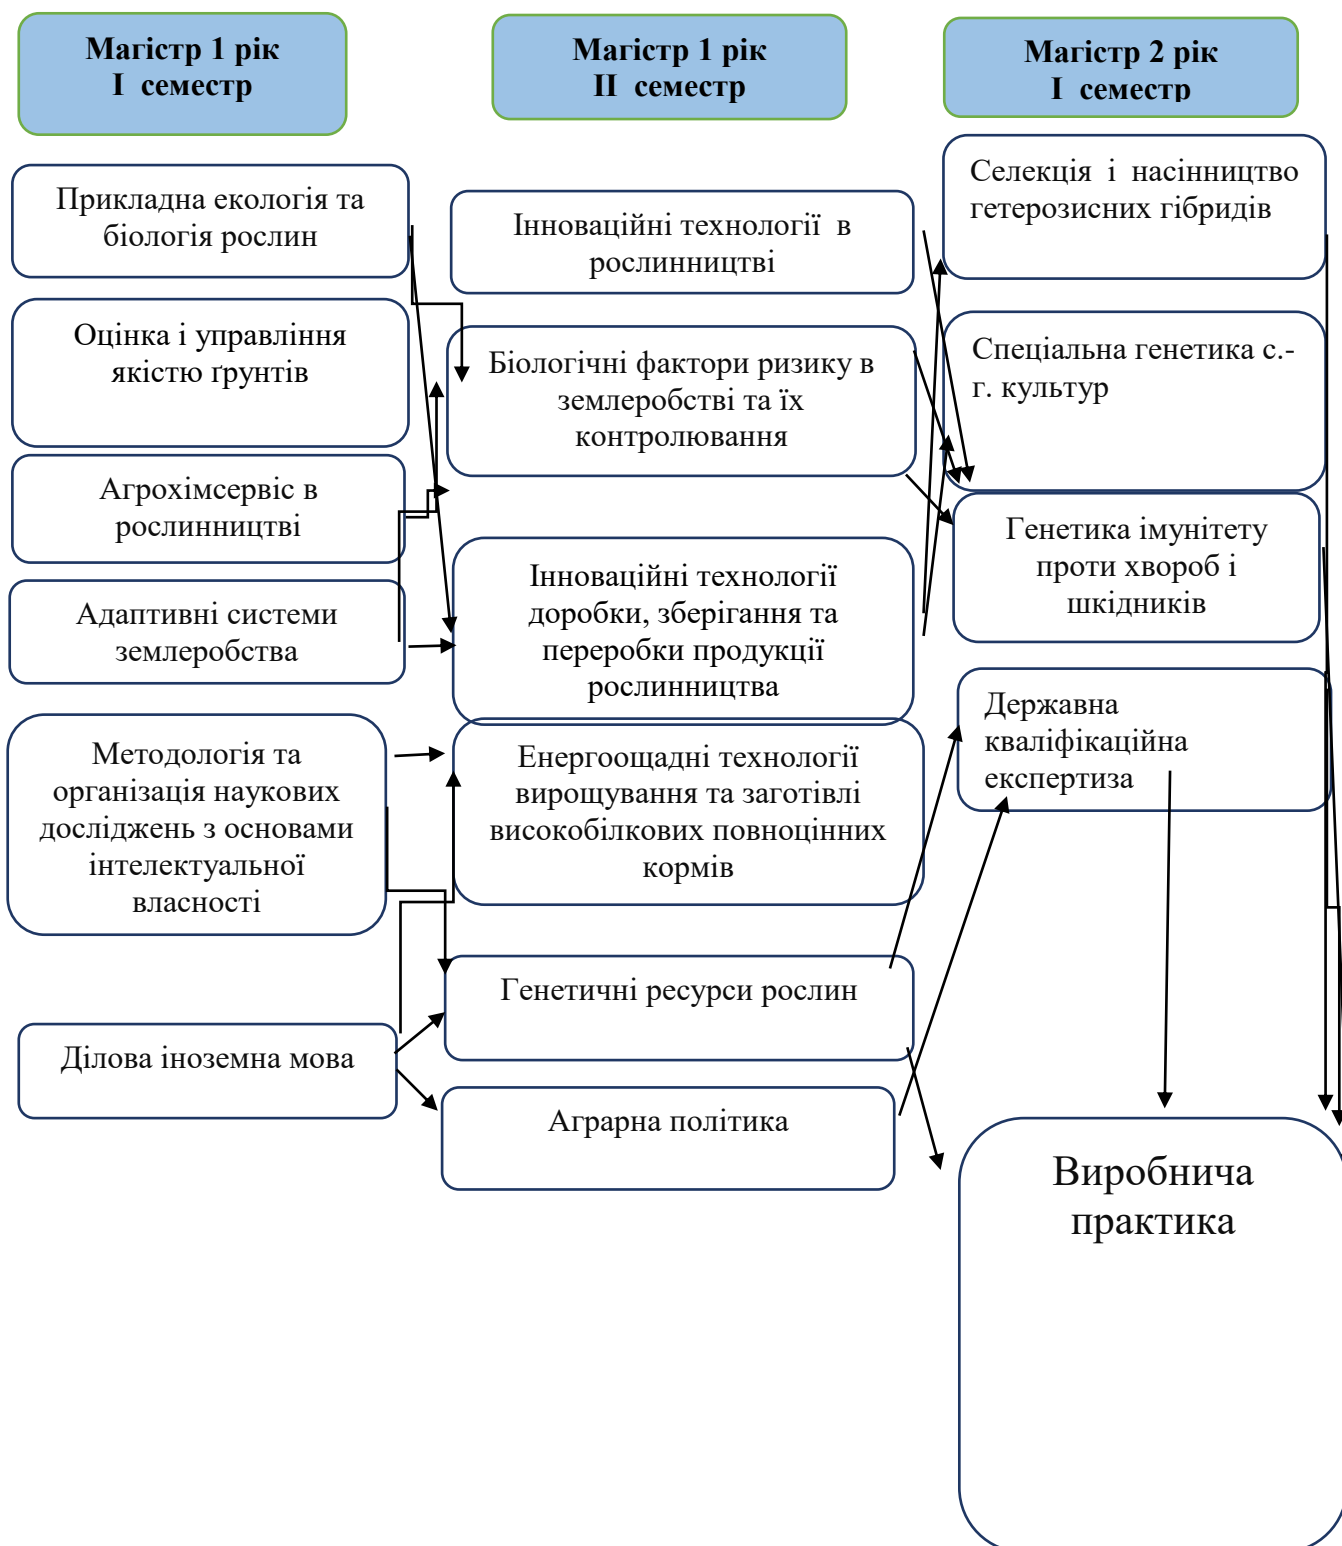 Магістр 1 рік
І семестр
Прикладна екологія та
біологія рослин
Оцінка і управління
якістю ґрунтів
Агрохімсервіс в
рослинництві
Адаптивні системи
землеробства
Методологія та
організація наукових
досліджень з основами
інтелектуальної
власності
Ділова іноземна мова
Магістр 1 рік
ІІ семестр
Інноваційні технології в
рослинництві
Біологічні фактори ризику в
землеробстві та їх
контролювання
Інноваційні технології
доробки, зберігання та
переробки продукції
рослинництва
Енергоощадні технології
вирощування та заготівлі
високобілкових повноцінних
кормів
Генетичні ресурси рослин
Аграрна політика
Магістр 2 рік
І семестр
Селекція і насінництво
гетерозисних гібридів
Спеціальна генетика с.-
г. культур
Генетика імунітету
проти хвороб і
шкідників
Державна
кваліфікаційна
експертиза
Виробнича
практика